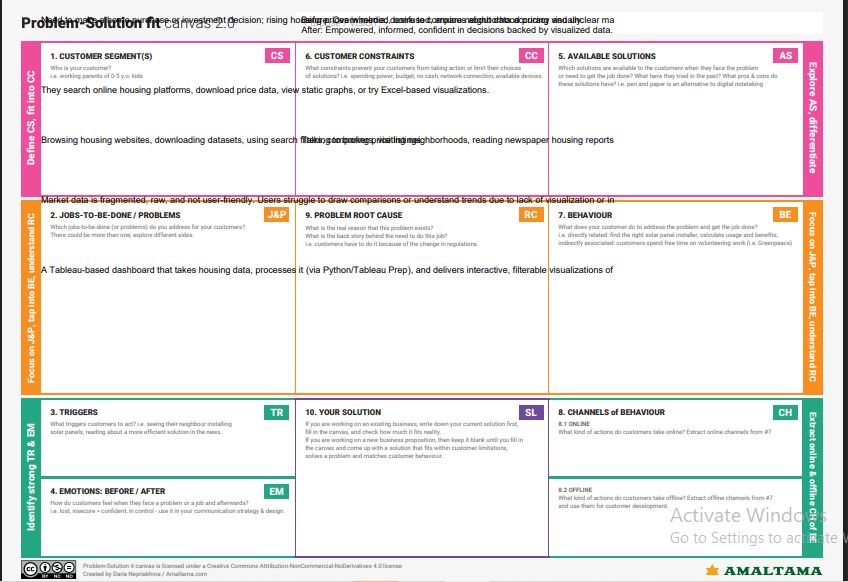 Problem-Solution fit canvas 2.0
Need to make a home purchase or investment decision; rising
After: Empowered, informed, confident in decisions backed by visualized data.
Define CS, fit into CC
1. CUSTOMER SEGMENT(S)
CS
Who is your customer?
i.e. working parents of 0-5 y.o. kids
6. CUSTOMER CONSTRAINTS
CC
What constraints prevent your customers from taking action or limit their choices
of solutions? i.e. spending power, budget, no cash, network connection, available devices
5. AVAILABLE SOLUTIONS
AS
Which solutions are available to the customers when they face the problem
or need to get the job done? What have they tried in the past? What pros & cons do
these solutions have? i.e. pen and paper is an alternative to digital notetaking
Explore AS, differentiate
They search online housing platforms, download price data, view static graphs, or try Excel-based visualizations.
Browsing housing websites, downloading datasets, using search
neighborhoods, reading newspaper housing reports
Market data is fragmented, raw, and not user-friendly. Users struggle to draw comparisons or understand trends due to lack of visualization or in
Focus on J&P, tap into BE, understand RC
2. JOBS-TO-BE-DONE / PROBLEMS
J&P
Which jobs-to-be-done (or problems) do you address for your customers?
There could be more than one; explore different sides.
9. PROBLEM ROOT CAUSE
RC
What is the real reason that this problem exists?
What is the back story behind the need to do this job?
i.e. customers have to do it because of the change in regulations.
7. BEHAVIOUR
BE
What does your customer do to address the problem and get the job done?
i.e. directly related: find the right solar panel installer, calculate usage and benefits;
indirectly associated: customers spend free time on volunteering work (i.e. Greenpeace)
Focus on J&P, tap into BE, understand RC
A Tableau-based dashboard that takes housing data, processes it (via Python/Tableau Prep), and delivers interactive, filterable visualizations of
Identify strong TR & EM
3. TRIGGERS
TR
What triggers customers to act? i.e. seeing their neighbour installing
solar panels, reading about a more efficient solution in the news.
10. YOUR SOLUTION
SL
If you are working on an existing business, write down your current solution first,
fill in the canvas, and check how much it fits reality.
If you are working on a new business proposition, then keep it blank until you fill in
the canvas and come up with a solution that fits within customer limitations,
solves a problem and matches customer behaviour.
8. CHANNELS of BEHAVIOUR
CH
8.1 ONLINE
What kind of actions do customers take online? Extract online channels from #7
Extract online & offline CH of BE
4. EMOTIONS: BEFORE / AFTER
EM
How do customers feel when they face a problem or a job and afterwards?
i.e. lost, insecure > confident, in control - use it in your communication strategy & design.
8.2 OFFLINE
What kind of actions do customers take offline? Extract offline channels from #7
and use them for customer development.
Activate Windows
Go to Settings to activate W
CC BY NC ND
Problem-Solution fit canvas is licensed under a Creative Commons Attribution-NonCommercial-NoDerivatives 4.0 license
Created by Daria Nepriakhina / Amaltama.com
AMALTAMA